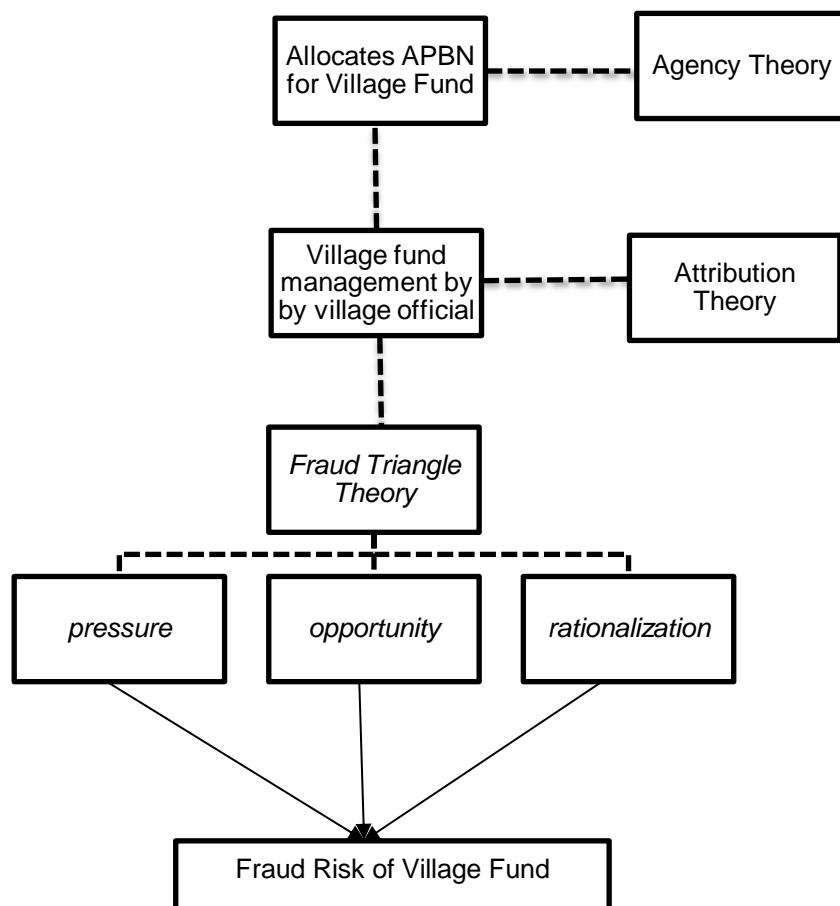 Allocates APBN
for Village Fund
Agency Theory
Village fund
management by
by village official
Attribution
Theory
Fraud Triangle
Theory
pressure
opportunity
rationalization
Fraud Risk of Village Fund